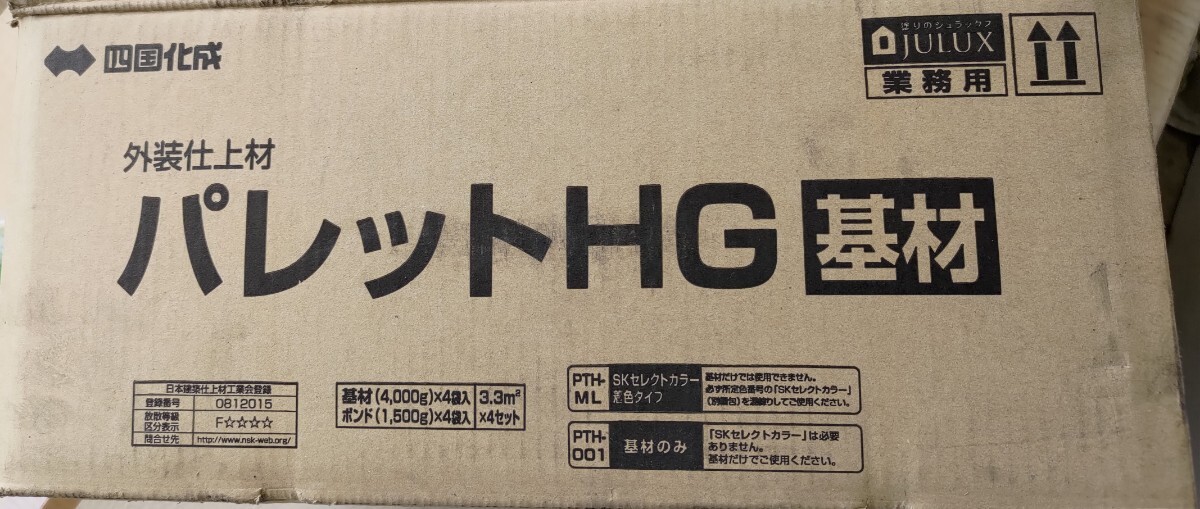 四国化成
塗りのジュラックス
JULUX
業務用
外装仕上材
パレットHG 基材
日本建築仕上材工業会登録
登録番号 0812015
放散等級区分表示 F☆☆☆☆
問合せ先 http://www.nsk-web.org/
基材(4,000g)×4袋入
ボンド(1,500g)×4袋入
3.3m²
×4セット
PTH-ML
SKセレクトカラー
着色タイプ
基材だけでは使用できません。
必ず所定色番号の「SKセレクトカラー」
(別梱包)を混練りしてご使用ください。
PTH-001
基材のみ
「SKセレクトカラー」は必要
ありません。
基材だけでご使用ください。